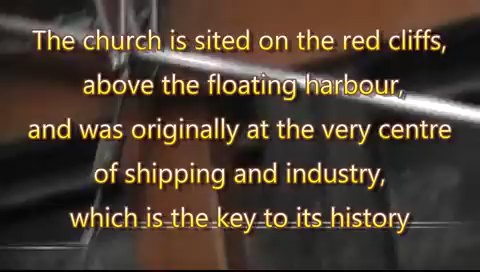 The church is sited on the red cliffs,
above the floating harbour,
and was originally at the very centre
of shipping and industry,
which is the key to its history